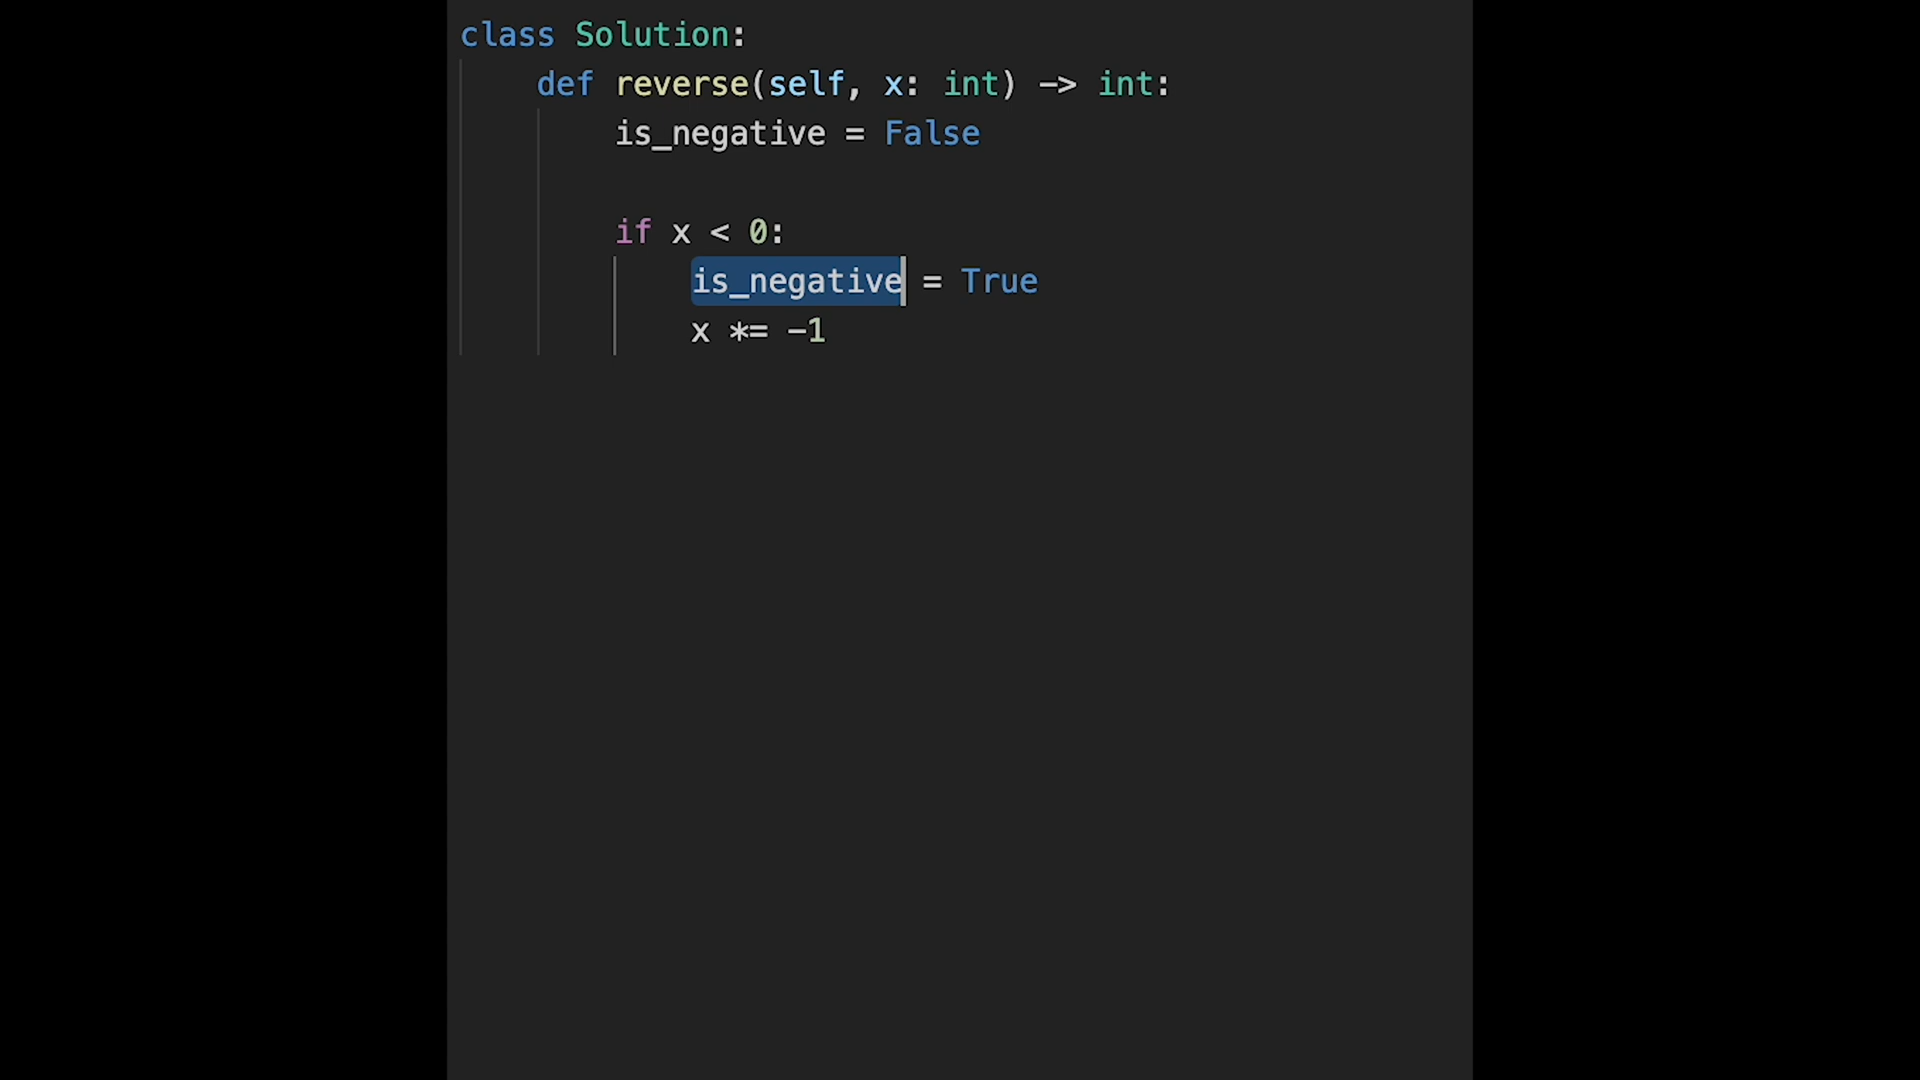 class Solution:
    def reverse(self, x: int) -> int:
        is_negative = False

        if x < 0:
            is_negative = True
            x *= -1